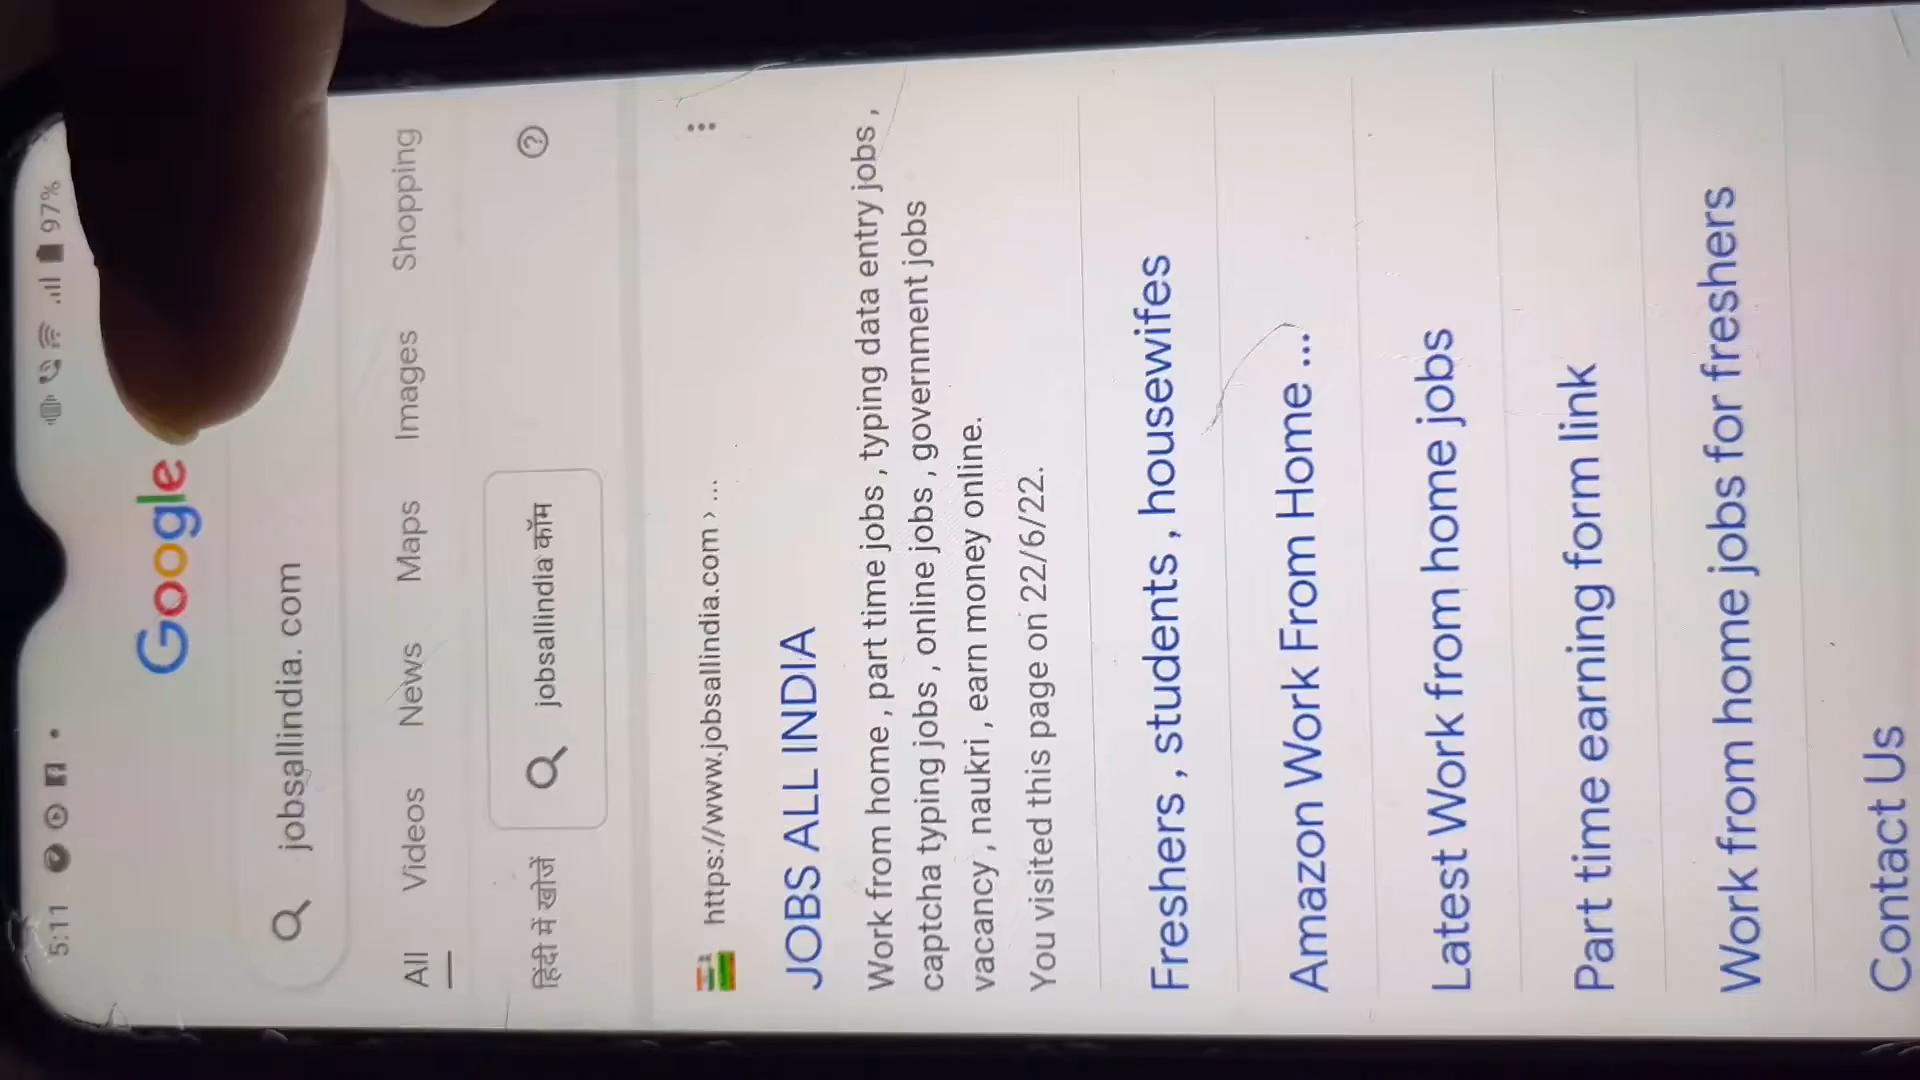 5:11 97%
Google
jobsallindia. com
All Videos News Maps Images Shopping
हिंदी में खोजें jobsallindia कॉम
https://www.jobsallindia.com › ...
JOBS ALL INDIA
Work from home , part time jobs , typing data entry jobs ,
captcha typing jobs , online jobs , government jobs
vacancy , naukri , earn money online.
You visited this page on 22/6/22.
Freshers , students , housewifes
Amazon Work From Home ...
Latest Work from home jobs
Part time earning form link
Work from home jobs for freshers
Contact Us